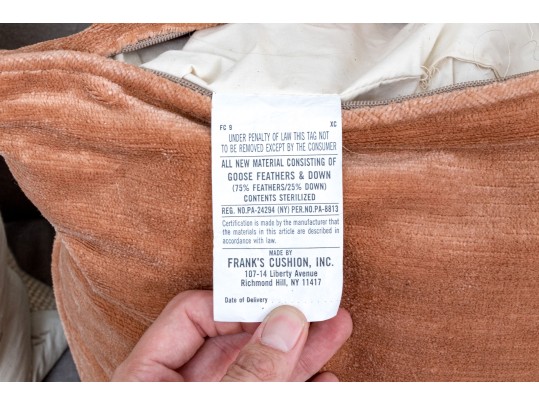 FC 9 XC
UNDER PENALTY OF LAW THIS TAG NOT
TO BE REMOVED EXCEPT BY THE CONSUMER
ALL NEW MATERIAL CONSISTING OF
GOOSE FEATHERS & DOWN
(75% FEATHERS/25% DOWN)
CONTENTS STERILIZED
REG. NO.PA-24294 (NY) PER.NO.PA-8813
Certification is made by the manufacturer that
the materials in this article are described in
accordance with law.
MADE BY
FRANK'S CUSHION, INC.
107-14 Liberty Avenue
Richmond Hill, NY 11417
Date of Delivery